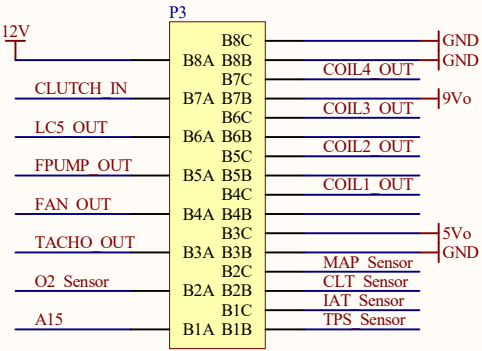 P3
12V
B8C GND
B8A B8B GND
B7C COIL4_OUT
CLUTCH_IN B7A B7B 9Vo
B6C COIL3_OUT
LC5_OUT B6A B6B
B5C COIL2_OUT
FPUMP_OUT B5A B5B
B4C COIL1_OUT
FAN_OUT B4A B4B
B3C 5Vo
TACHO_OUT B3A B3B GND
B2C MAP_Sensor
O2_Sensor B2A B2B CLT_Sensor
B1C IAT_Sensor
A15 B1A B1B TPS_Sensor